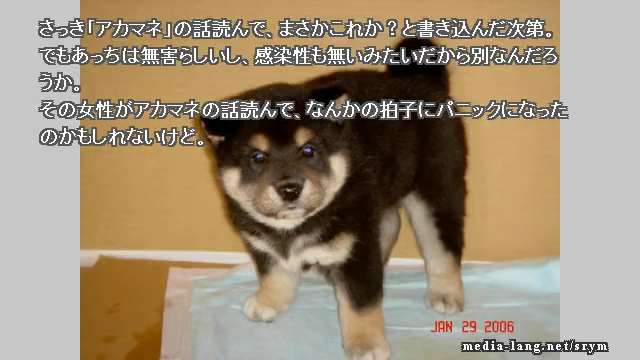 さっき「アカマネ」の話読んで、まさかこれか？と書き込んだ次第。
でもあっちは無害らしいし、感染性も無いみたいだから別なんだろ
うか。
その女性がアカマネの話読んで、なんかの拍子にパニックになった
のかもしれないけど。
JAN 29 2006
media-lang.net/srym